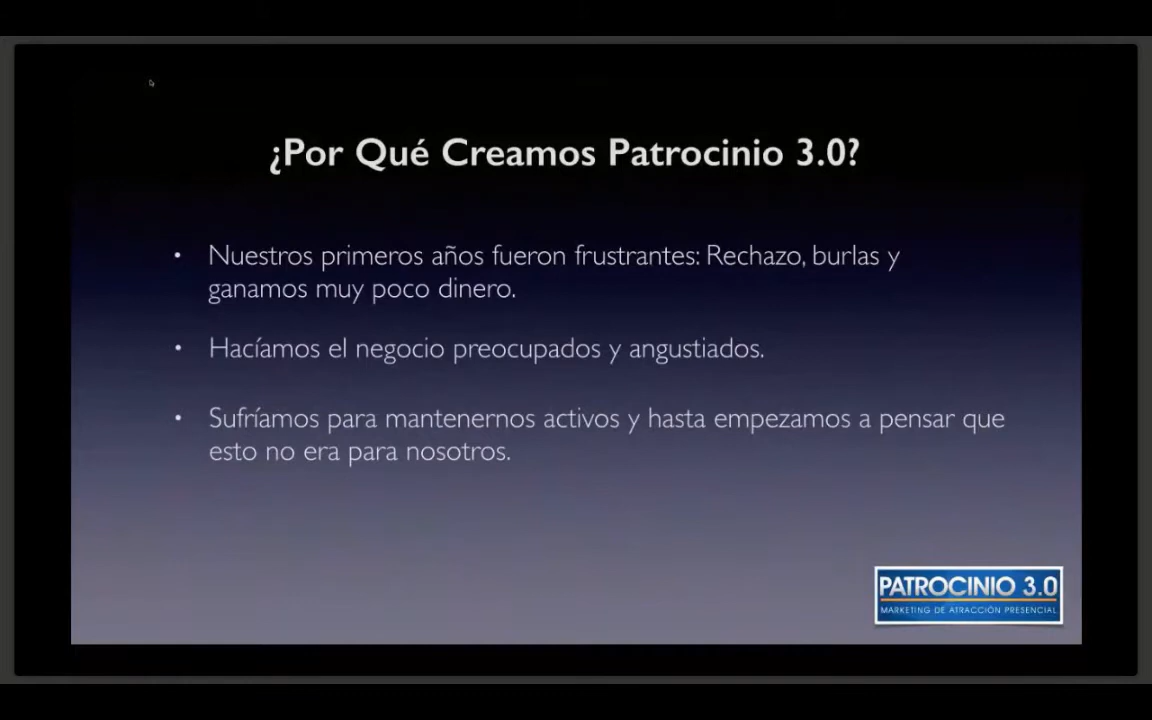 ¿Por Qué Creamos Patrocinio 3.0?
• Nuestros primeros años fueron frustrantes: Rechazo, burlas y
ganamos muy poco dinero.
• Hacíamos el negocio preocupados y angustiados.
• Sufríamos para mantenernos activos y hasta empezamos a pensar que
esto no era para nosotros.
PATROCINIO 3.0
MARKETING DE ATRACCIÓN PRESENCIAL